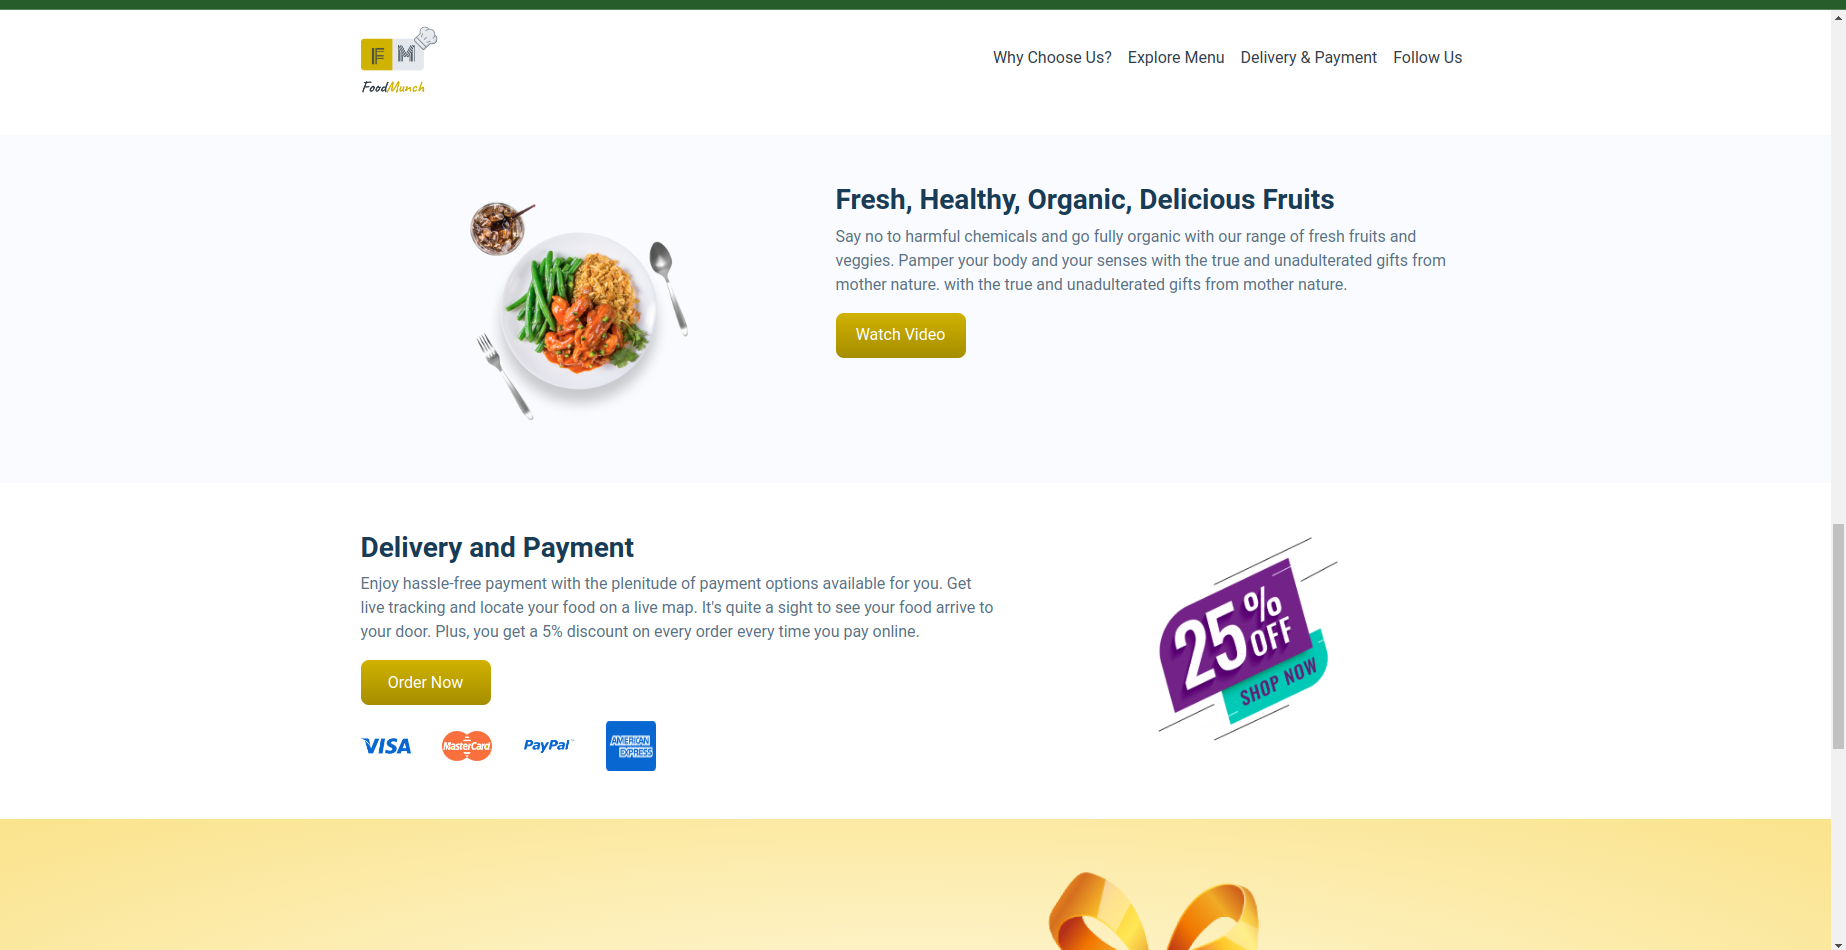 FM
FoodMunch
Why Choose Us? Explore Menu Delivery & Payment Follow Us
Fresh, Healthy, Organic, Delicious Fruits
Say no to harmful chemicals and go fully organic with our range of fresh fruits and
veggies. Pamper your body and your senses with the true and unadulterated gifts from
mother nature. with the true and unadulterated gifts from mother nature.
Watch Video
Delivery and Payment
Enjoy hassle-free payment with the plenitude of payment options available for you. Get
live tracking and locate your food on a live map. It's quite a sight to see your food arrive to
your door. Plus, you get a 5% discount on every order every time you pay online.
Order Now
VISA MasterCard PayPal AMERICAN
EXPRESS
25%
OFF
SHOP NOW